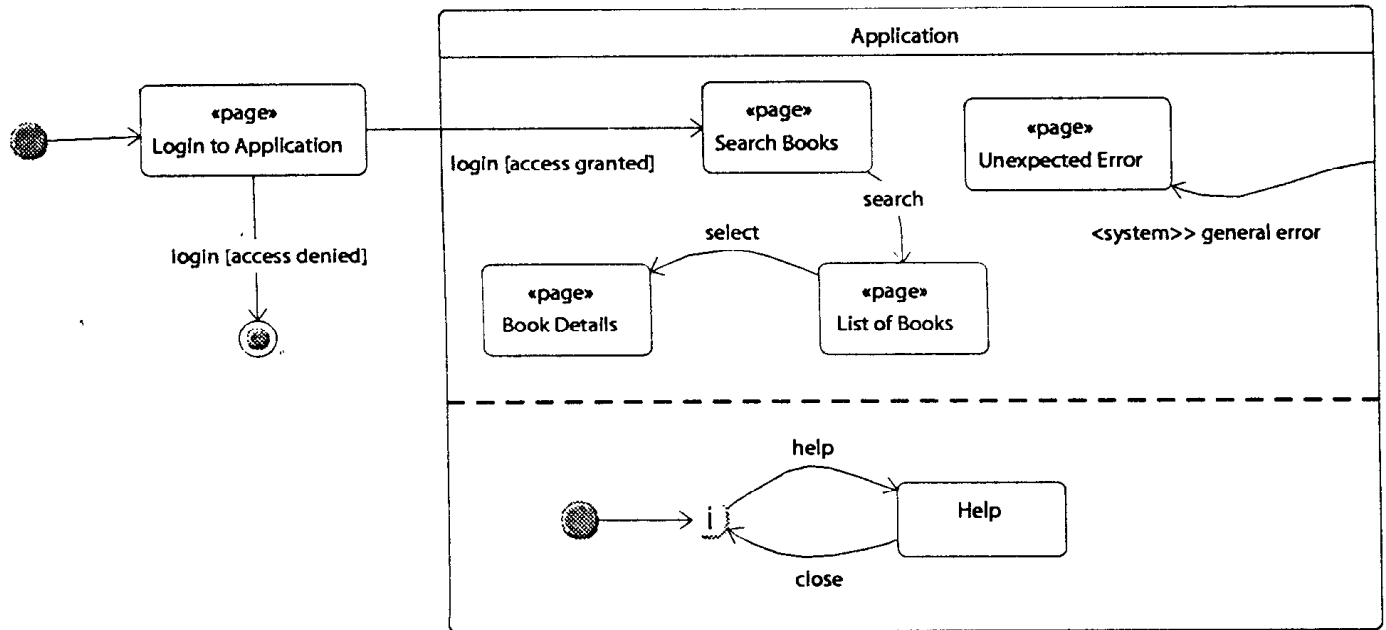 Application
«page»
Login to Application
login [access granted]
«page»
Search Books
«page»
Unexpected Error
search
<system>> general error
login [access denied]
select
«page»
Book Details
«page»
List of Books
help
i
Help
close